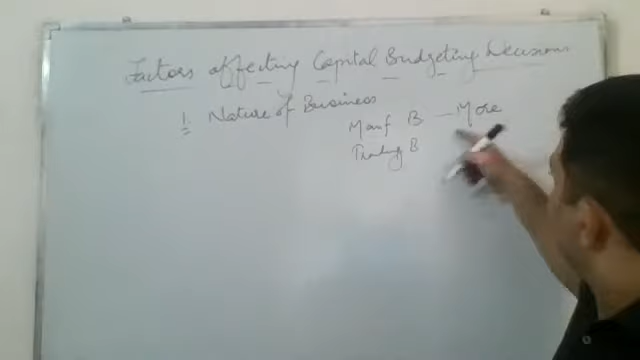 Factors affecting Capital Budgeting Decisions
1. Nature of Business
Manf B — More
Trading B